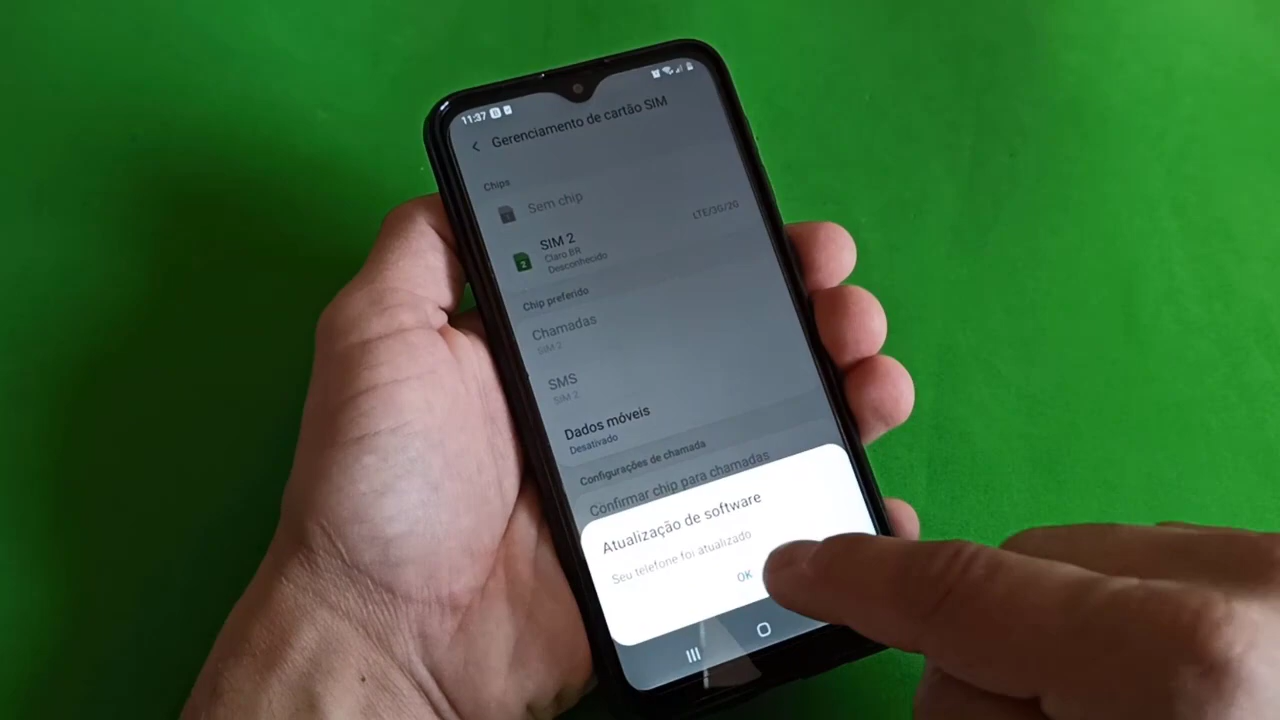 11:37
Gerenciamento de cartão SIM
Chips
Sem chip
SIM 2
LTE/3G/2G
Claro BR
Desconhecido
Chip preferido
Chamadas
SIM 2
SMS
SIM 2
Dados móveis
Desativado
Configurações de chamada
Confirmar chip para chamadas
Atualização de software
Seu telefone foi atualizado
OK